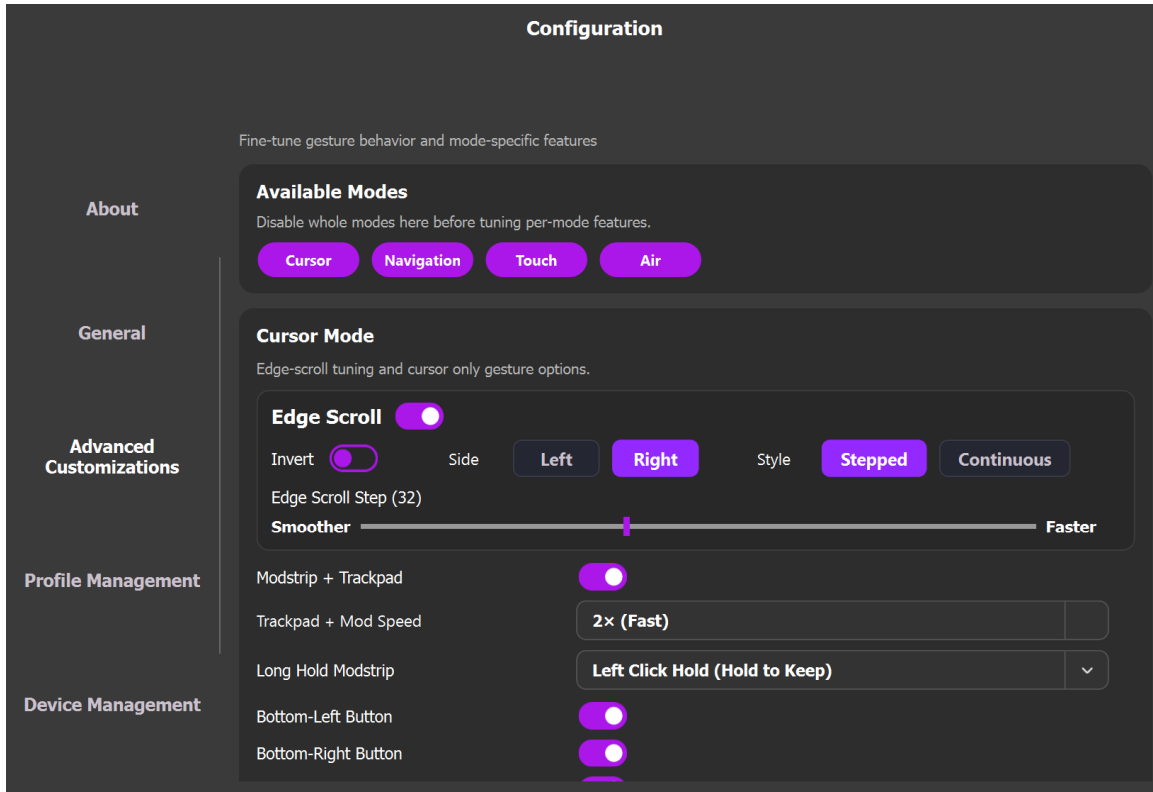 Configuration
Fine-tune gesture behavior and mode-specific features
About
General
Advanced
Customizations
Profile Management
Device Management
Available Modes
Disable whole modes here before tuning per-mode features.
Cursor Navigation Touch Air
Cursor Mode
Edge-scroll tuning and cursor only gesture options.
Edge Scroll
Invert Side Left Right Style Stepped Continuous
Edge Scroll Step (32)
Smoother Faster
Modstrip + Trackpad
Trackpad + Mod Speed 2× (Fast)
Long Hold Modstrip Left Click Hold (Hold to Keep)
Bottom-Left Button
Bottom-Right Button